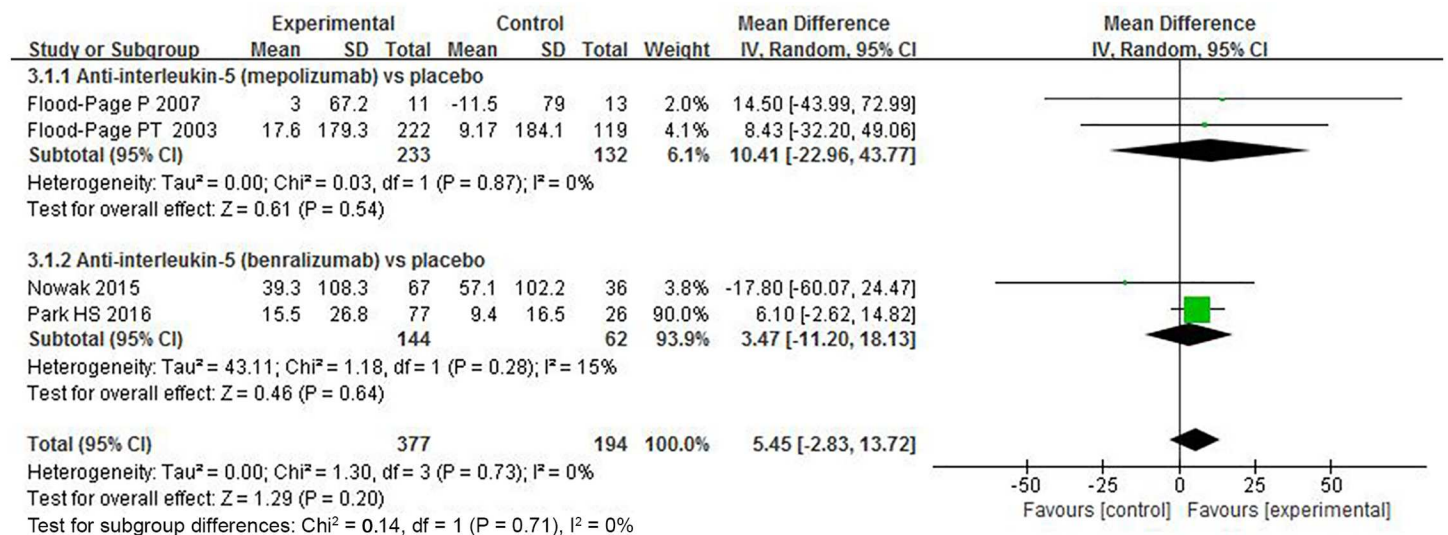 Experimental Control Mean Difference Mean Difference
Study or Subgroup Mean SD Total Mean SD Total Weight IV, Random, 95% CI IV, Random, 95% CI
3.1.1 Anti-interleukin-5 (mepolizumab) vs placebo
Flood-Page P 2007 3 67.2 11 -11.5 79 13 2.0% 14.50 [-43.99, 72.99]
Flood-Page PT 2003 17.6 179.3 222 9.17 184.1 119 4.1% 8.43 [-32.20, 49.06]
Subtotal (95% CI) 233 132 6.1% 10.41 [-22.96, 43.77]
Heterogeneity: Tau² = 0.00; Chi² = 0.03, df = 1 (P = 0.87); I² = 0%
Test for overall effect: Z = 0.61 (P = 0.54)
3.1.2 Anti-interleukin-5 (benralizumab) vs placebo
Nowak 2015 39.3 108.3 67 57.1 102.2 36 3.8% -17.80 [-60.07, 24.47]
Park HS 2016 15.5 26.8 77 9.4 16.5 26 90.0% 6.10 [-2.62, 14.82]
Subtotal (95% CI) 144 62 93.9% 3.47 [-11.20, 18.13]
Heterogeneity: Tau² = 43.11; Chi² = 1.18, df = 1 (P = 0.28); I² = 15%
Test for overall effect: Z = 0.46 (P = 0.64)
Total (95% CI) 377 194 100.0% 5.45 [-2.83, 13.72]
Heterogeneity: Tau² = 0.00; Chi² = 1.30, df = 3 (P = 0.73); I² = 0%
Test for overall effect: Z = 1.29 (P = 0.20)
Test for subgroup differences: Chi² = 0.14, df = 1 (P = 0.71), I² = 0%
-50 -25 0 25 50
Favours [control] Favours [experimental]